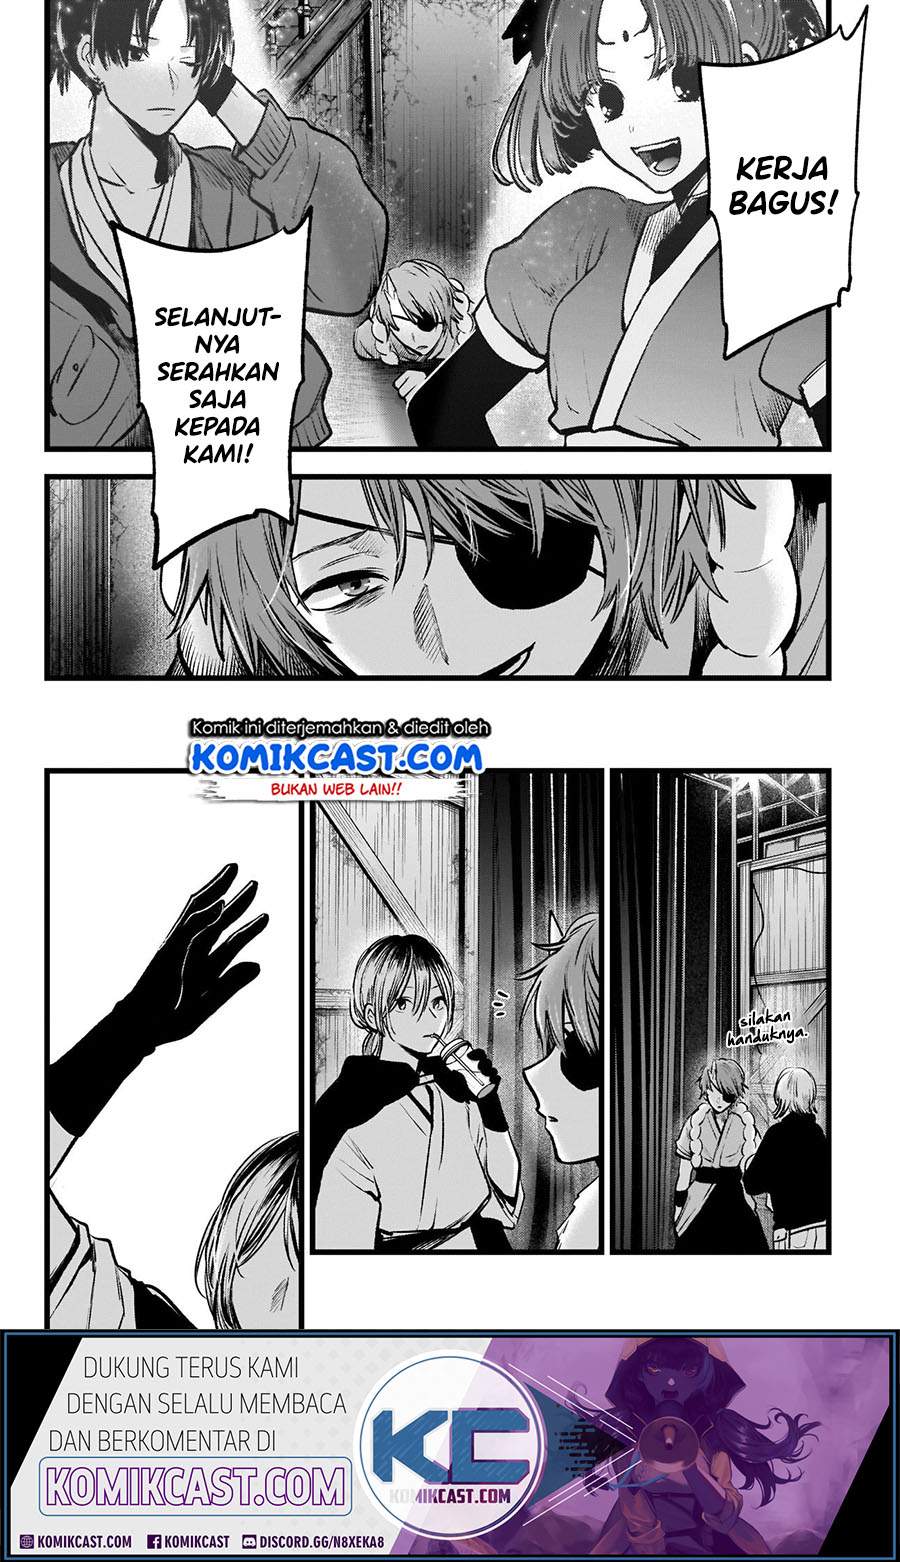 KERJA
BAGUS!
SELANJUT-
NYA
SERAHKAN
SAJA
KEPADA
KAMI!
Komik ini diterjemahkan & diedit oleh
KOMIKCAST.COM
BUKAN WEB LAIN!!
silakan
handuknya.
DUKUNG TERUS KAMI
DENGAN SELALU MEMBACA
DAN BERKOMENTAR DI
KOMIKCAST.COM
KOMIKCAST.COM
KOMIKCAST.COM
DISCORD.GG/N8XEKA8
KC
KOMIKCAST.COM